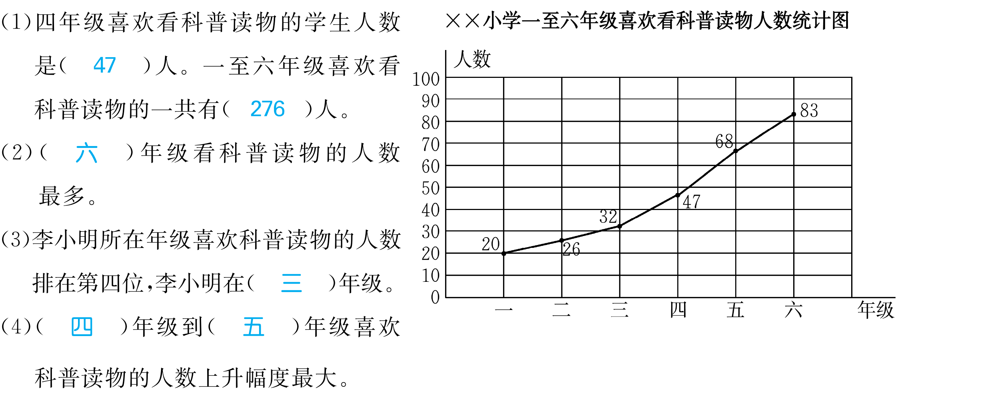 (1)四年级喜欢看科普读物的学生人数
是( 47 )人。一至六年级喜欢看
科普读物的一共有( 276 )人。
(2)( 六 )年级看科普读物的人数
最多。
(3)李小明所在年级喜欢科普读物的人数
排在第四位,李小明在( 三 )年级。
(4)( 四 )年级到( 五 )年级喜欢
科普读物的人数上升幅度最大。
××小学一至六年级喜欢看科普读物人数统计图
人数
100
90
83
80
70
68
60
50
47
40
32
30
20
26
20
10
0
一 二 三 四 五 六 年级